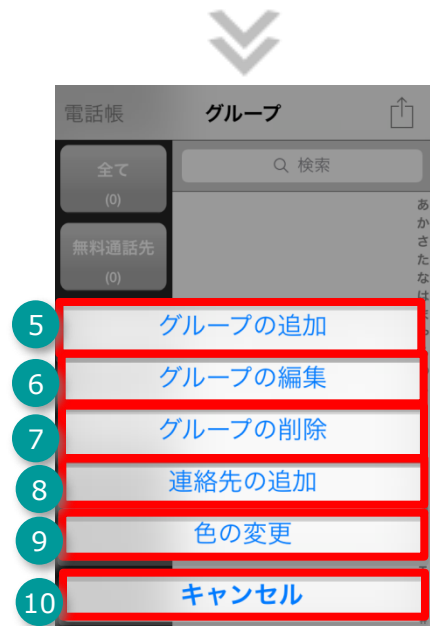 電話帳 グループ
全て
(0)
検索
無料通話先
(0)
あ
か
さ
た
な
は
5 グループの追加
6 グループの編集
7 グループの削除
8 連絡先の追加
9 色の変更
10 キャンセル